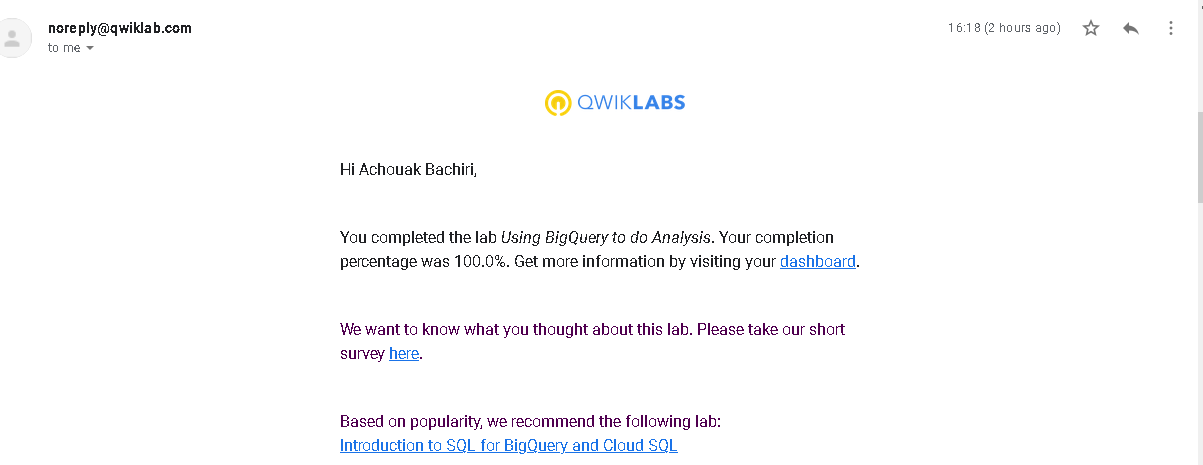 noreply@qwiklab.com
16:18 (2 hours ago)
to me
QWIKLABS
Hi Achouak Bachiri,
You completed the lab Using BigQuery to do Analysis. Your completion
percentage was 100.0%. Get more information by visiting your dashboard.
We want to know what you thought about this lab. Please take our short
survey here.
Based on popularity, we recommend the following lab:
Introduction to SQL for BigQuery and Cloud SQL